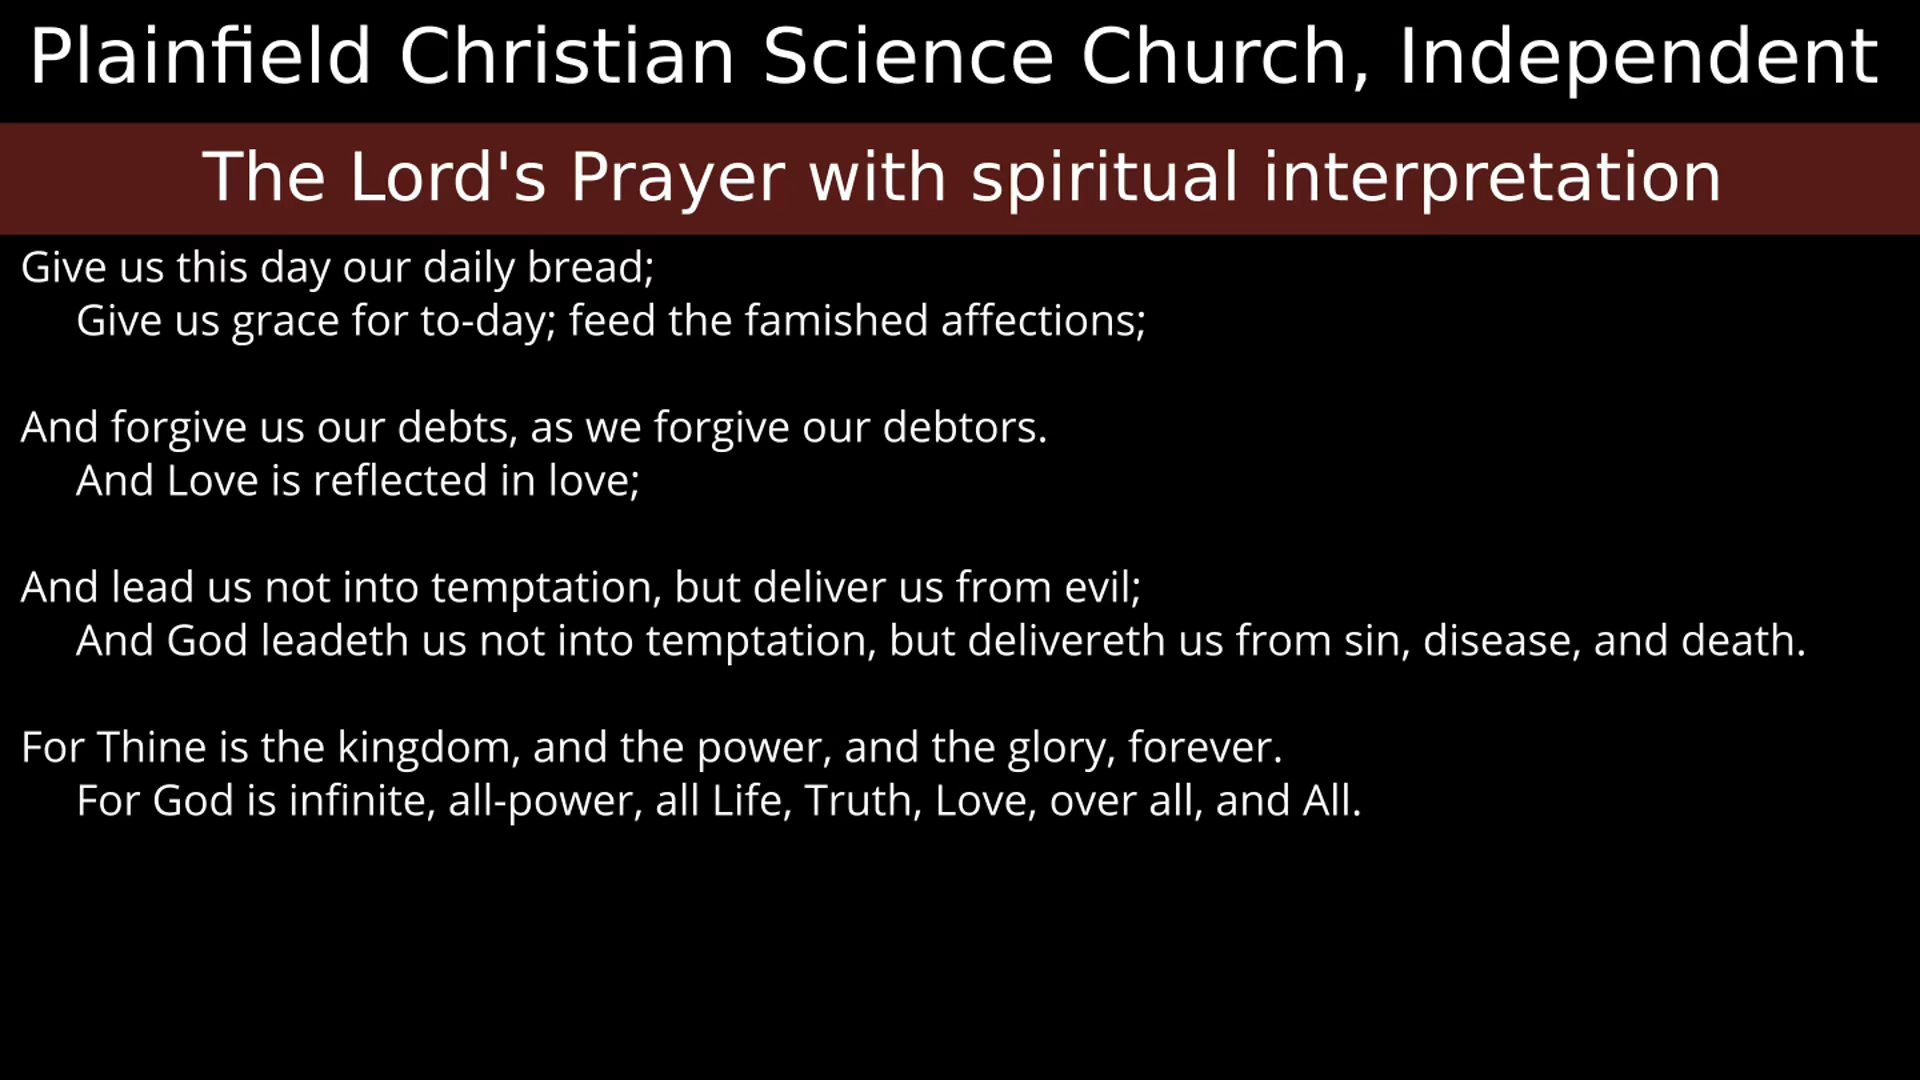 Plainfield Christian Science Church, Independent
The Lord's Prayer with spiritual interpretation
Give us this day our daily bread;
Give us grace for to-day; feed the famished affections;
And forgive us our debts, as we forgive our debtors.
And Love is reflected in love;
And lead us not into temptation, but deliver us from evil;
And God leadeth us not into temptation, but delivereth us from sin, disease, and death.
For Thine is the kingdom, and the power, and the glory, forever.
For God is infinite, all-power, all Life, Truth, Love, over all, and All.